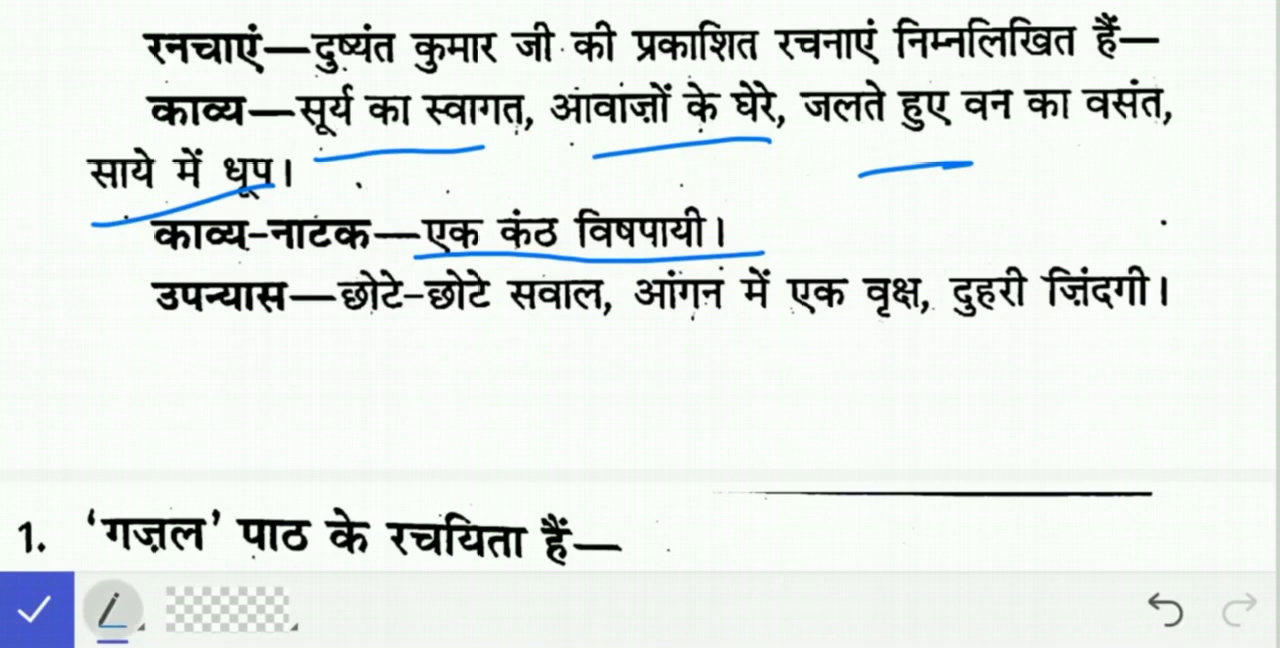 रनचाएं—दुष्यंत कुमार जी की प्रकाशित रचनाएं निम्नलिखित हैं—
काव्य—सूर्य का स्वागत, आवाज़ों के घेरे, जलते हुए वन का वसंत,
साये में धूप।
काव्य-नाटक—एक कंठ विषपायी।
उपन्यास—छोटे-छोटे सवाल, आंगन में एक वृक्ष, दुहरी ज़िंदगी।
1. ‘गज़ल’ पाठ के रचयिता हैं—